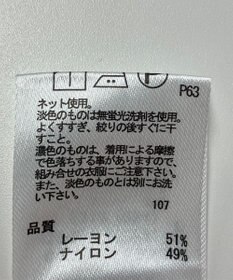 P63
ネット使用。
淡色のものは無蛍光洗剤を使用。
よくすすぎ、絞りの後すぐに干
すこと。
濃色のものは、着用による摩擦
で色落ちする事がありますので、
組み合せの衣服にご注意下さい。
また、淡色のものとは別にお洗
い下さい。
107
品質
レーヨン 51%
ナイロン 49%